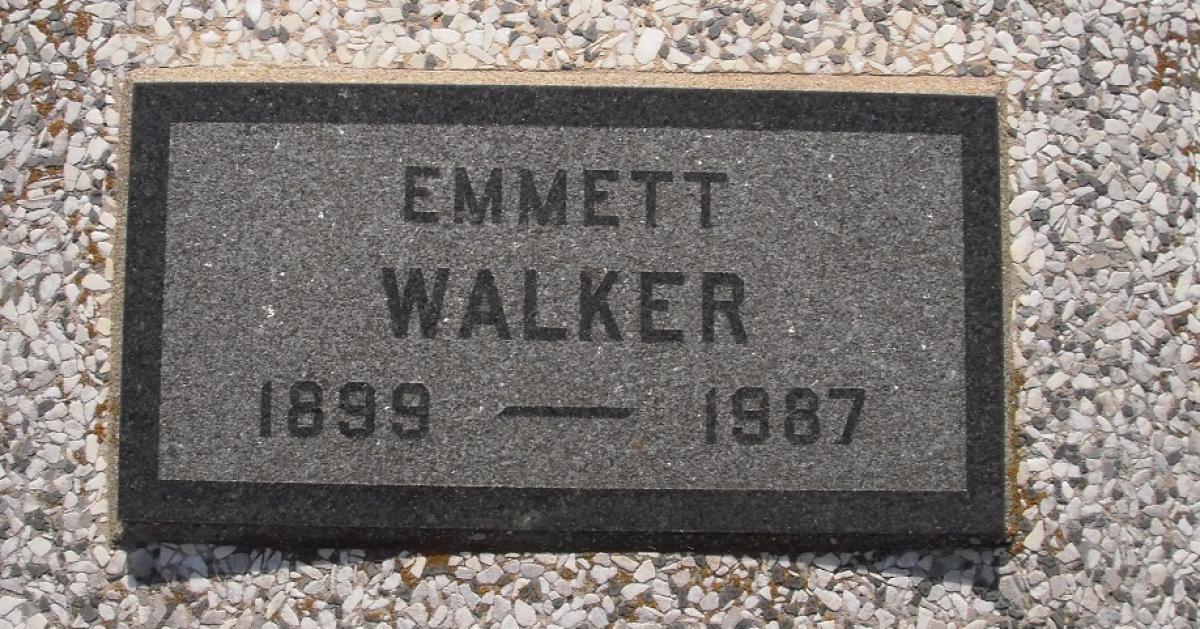 EMMETT
WALKER
1899 — 1987